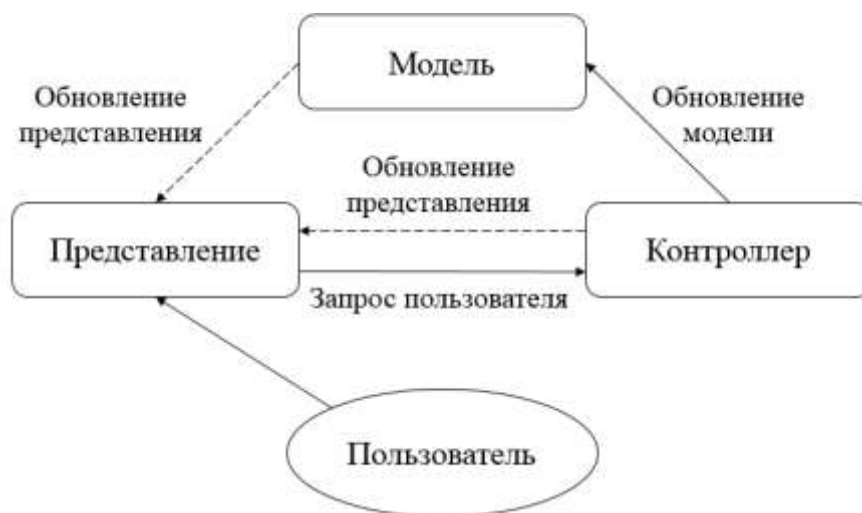 Модель
Обновление
представления
Обновление
модели
Обновление
представления
Представление
Контроллер
Запрос пользователя
Пользователь